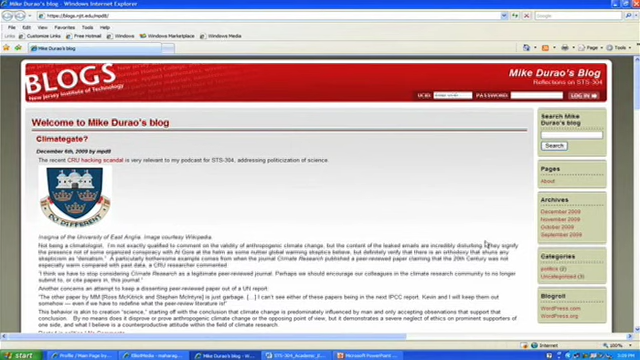 Mike Durao's blog - Windows Internet Explorer
https://blogs.njit.edu/mpd8/
File Edit View Favorites Tools Help
Links Customize Links Free Hotmail Windows Windows Marketplace Windows Media
Mike Durao's blog
Page Tools
BLOGS
New Jersey Institute of Technology
Mike Durao's Blog
Reflections on STS-304
UCID: PASSWORD: LOG IN
Welcome to Mike Durao's blog
Climategate?
December 6th, 2009 by mpd8
The recent CRU hacking scandal is very relevant to my podcast for STS-304, addressing politicization of science.
DO DIFFERENT
Insignia of the University of East Anglia. Image courtesy Wikipedia.
Not being a climatologist, I'm not exactly qualified to comment on the validity of anthropogenic climate change, but the content of the leaked emails are incredibly disturbing. They signify
the presence not of some organized conspiracy with Al Gore at the helm as some nuttier global warming skeptics believe, but definitely verify that there is an orthodoxy that shuns any
skepticism as "denialism." A particularly bothersome example comes from when the journal Climate Research published a peer-reviewed paper claiming that the 20th Century was not
especially warm compared with past data, a CRU researcher commented:
"I think we have to stop considering Climate Research as a legitimate peer-reviewed journal. Perhaps we should encourage our colleagues in the climate research community to no longer
submit to, or cite papers in, this journal."
Another concerns an attempt to keep a dissenting peer-reviewed paper out of a UN report:
"The other paper by MM [Ross McKitrick and Stephen McIntyre] is just garbage. [...] I can't see either of these papers being in the next IPCC report. Kevin and I will keep them out
somehow — even if we have to redefine what the peer-review literature is!"
This behavior is akin to creation "science," starting off with the conclusion that climate change is predominantly influenced by man and only accepting observations that support that
conclusion. By no means does it disprove or prove anthropogenic climate change as a whole, but it demonstrates a severe neglect of ethics on prominent supporters of
one side, and what I believe is a counterproductive attitude within the field of climate research
Search Mike
Durao's blog
Search
Pages
About
Archives
December 2009
November 2009
October 2009
September 2009
Categories
politics (2)
Uncategorized (3)
Blogroll
WordPress.com
WordPress.org
Internet
start
Mike Durao's blog - W...
Microsoft PowerPoint